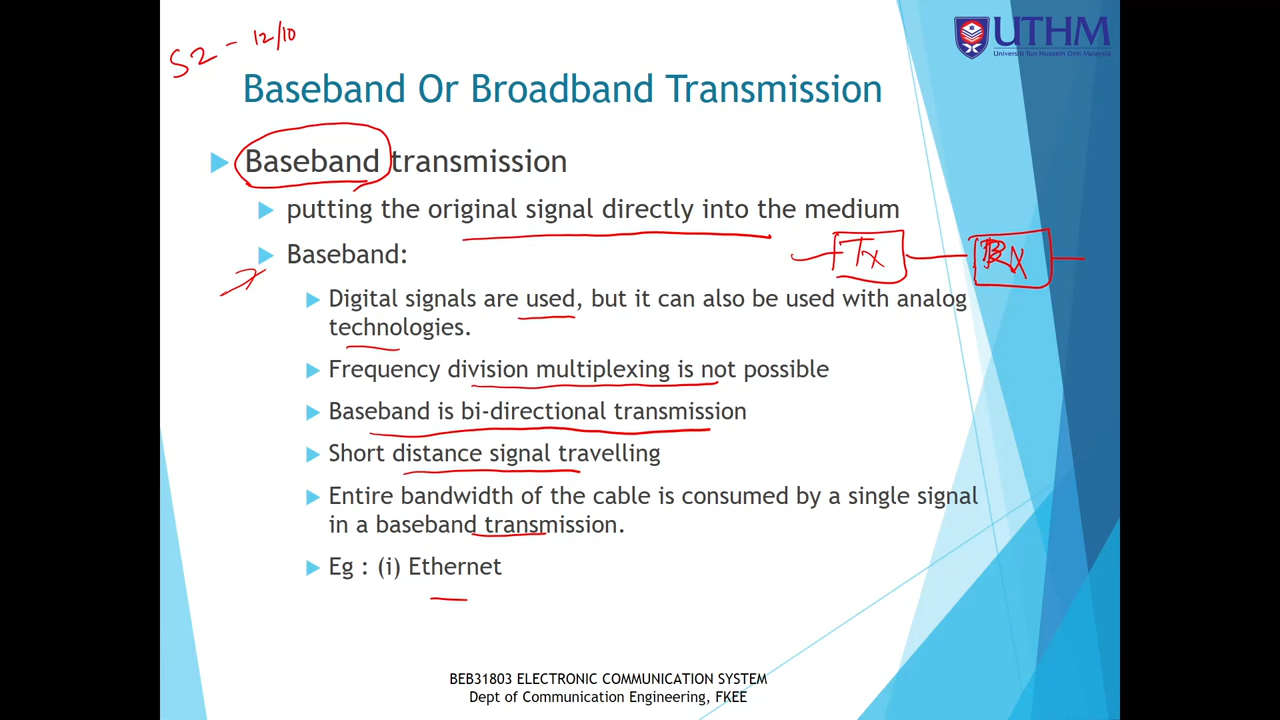 S2 - 12/10
UTHM
Universiti Tun Hussein Onn Malaysia
Baseband Or Broadband Transmission
Baseband transmission
putting the original signal directly into the medium
Baseband:
Tx
Rx
Digital signals are used, but it can also be used with analog
technologies.
Frequency division multiplexing is not possible
Baseband is bi-directional transmission
Short distance signal travelling
Entire bandwidth of the cable is consumed by a single signal
in a baseband transmission.
Eg : (i) Ethernet
BEB31803 ELECTRONIC COMMUNICATION SYSTEM
Dept of Communication Engineering, FKEE